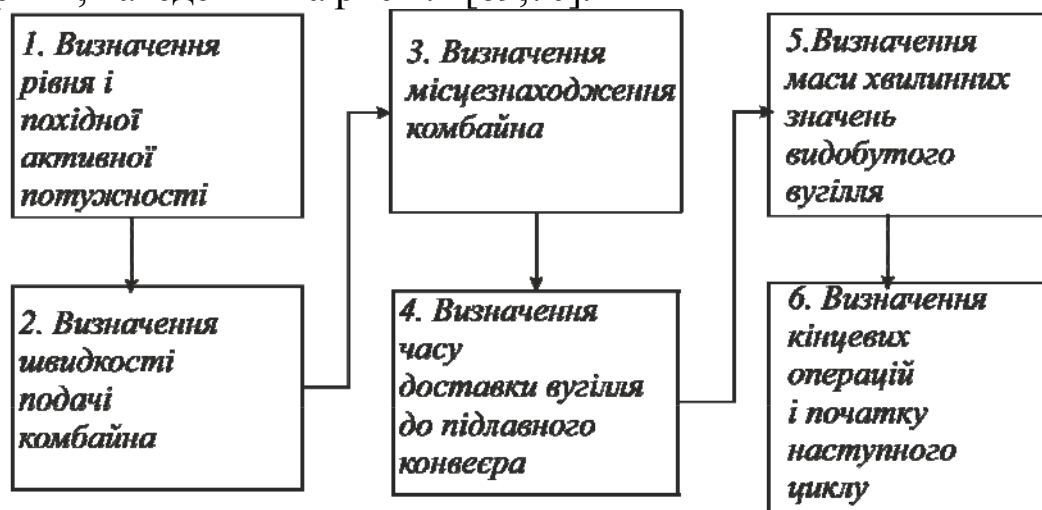 1. Визначення
рівня і
похідної
активної
потужності
2. Визначення
швидкості
подачі
комбайна
3. Визначення
місцезнаходження
комбайна
4. Визначення
часу
доставки вугілля
до підлавного
конвеєра
5.Визначення
маси хвилинних
значень
видобутого
вугілля
6. Визначення
кінцевих
операцій
і початку
наступного
циклу